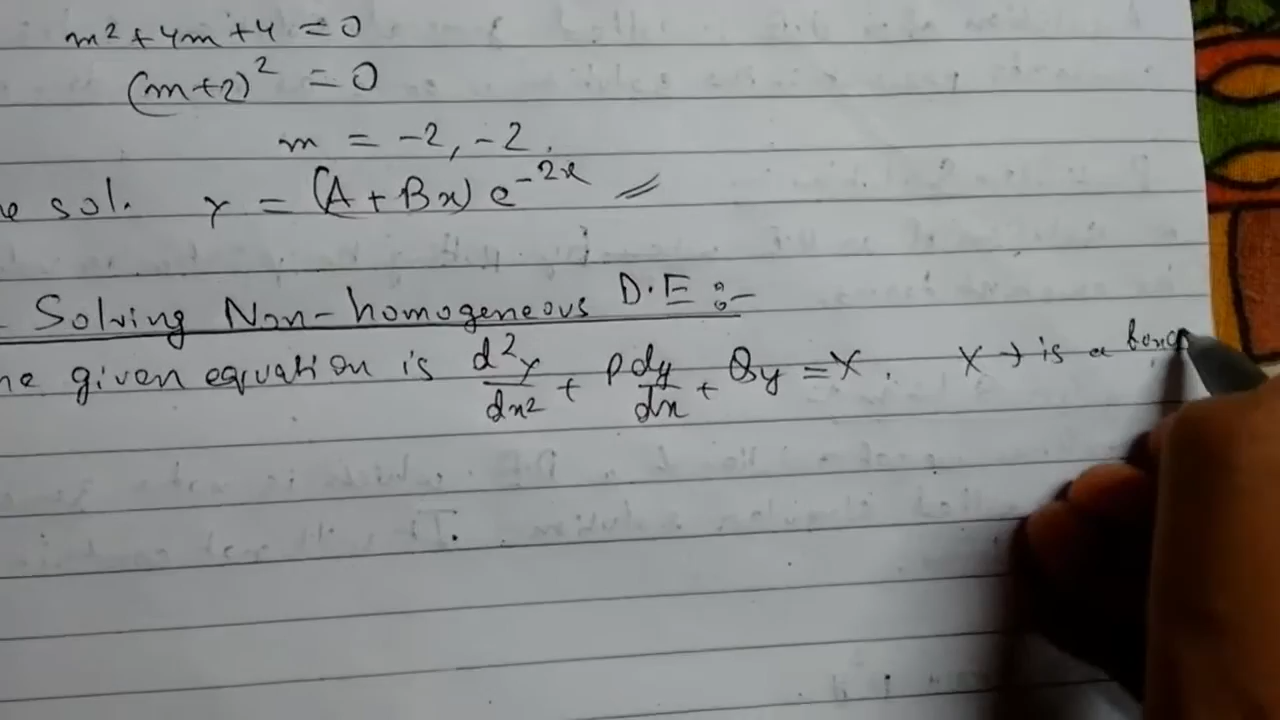 m² + 4m + 4 = 0
(m+2)² = 0
m = -2, -2.
sol. y = (A + Bx) e^-2x
Solving Non-homogeneous D.E :-
given equation is d²y/dx² + P dy/dx + Qy = X. X → is a